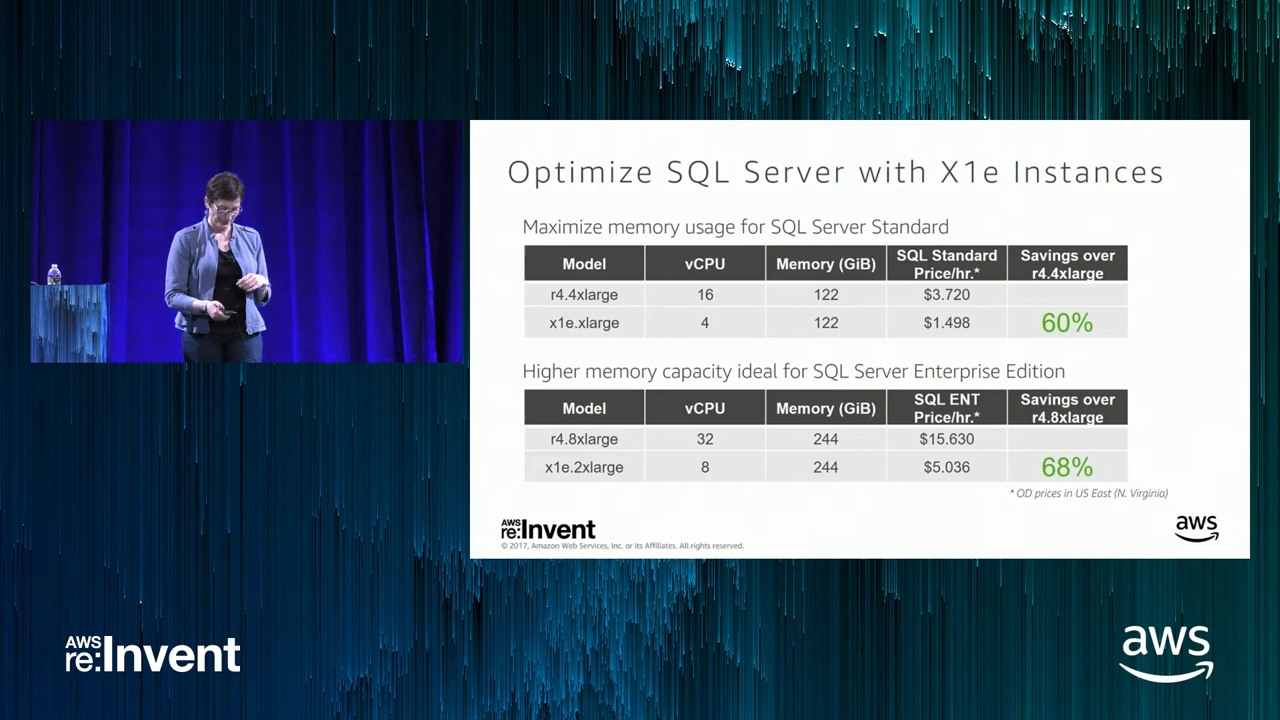 Optimize SQL Server with X1e Instances
Maximize memory usage for SQL Server Standard
Model vCPU Memory (GiB) SQL Standard Price/hr.* Savings over r4.4xlarge
r4.4xlarge 16 122 $3.720
x1e.xlarge 4 122 $1.498 60%
Higher memory capacity ideal for SQL Server Enterprise Edition
Model vCPU Memory (GiB) SQL ENT Price/hr.* Savings over r4.8xlarge
r4.8xlarge 32 244 $15.630
x1e.2xlarge 8 244 $5.036 68%
* OD prices in US East (N. Virginia)
AWS
re:Invent
© 2017, Amazon Web Services, Inc. or its Affiliates. All rights reserved.
aws
AWS
re:Invent
aws